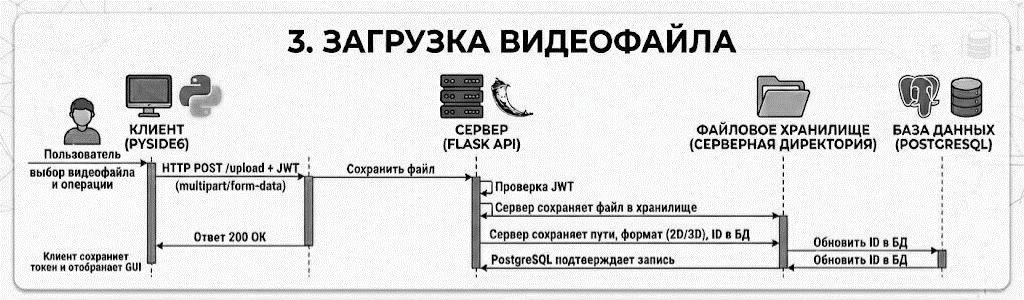 3. ЗАГРУЗКА ВИДЕОФАЙЛА
КЛИЕНТ
(PYSIDE6)
СЕРВЕР
(FLASK API)
ФАЙЛОВОЕ ХРАНИЛИЩЕ
(СЕРВЕРНАЯ ДИРЕКТОРИЯ)
БАЗА ДАННЫХ
(POSTGRESQL)
Пользователь
выбор видеофайла
и операции
HTTP POST /upload + JWT
(multipart/form-data)
Сохранить файл
Проверка JWT
Сервер сохраняет файл в хранилище
Ответ 200 OK
Сервер сохраняет пути, формат (2D/3D), ID в БД
Обновить ID в БД
Клиент сохраниет
токен и отобранает GUI
PostgreSQL подтверждает запись
Обновить ID в БД